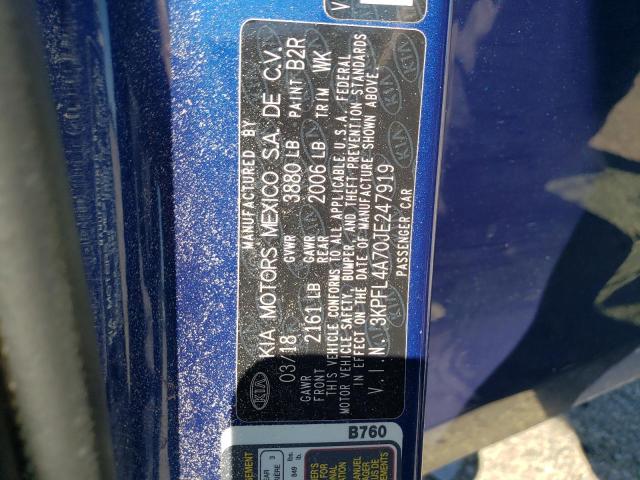 MANUFACTURED BY
KIA MOTORS MEXICO S.A. DE C.V.
03/18 GVWR 3880 LB PAINT B2R
GAWR FRONT 2161 LB GAWR REAR 2006 LB TRIM WK
THIS VEHICLE CONFORMS TO ALL APPLICABLE U.S.A. FEDERAL
MOTOR VEHICLE SAFETY, BUMPER, AND THEFT PREVENTION STANDARDS
IN EFFECT ON THE DATE OF MANUFACTURE SHOWN ABOVE.
V.I.N. : 3KPFL4A70JE247919
PASSENGER CAR
KIA
B760